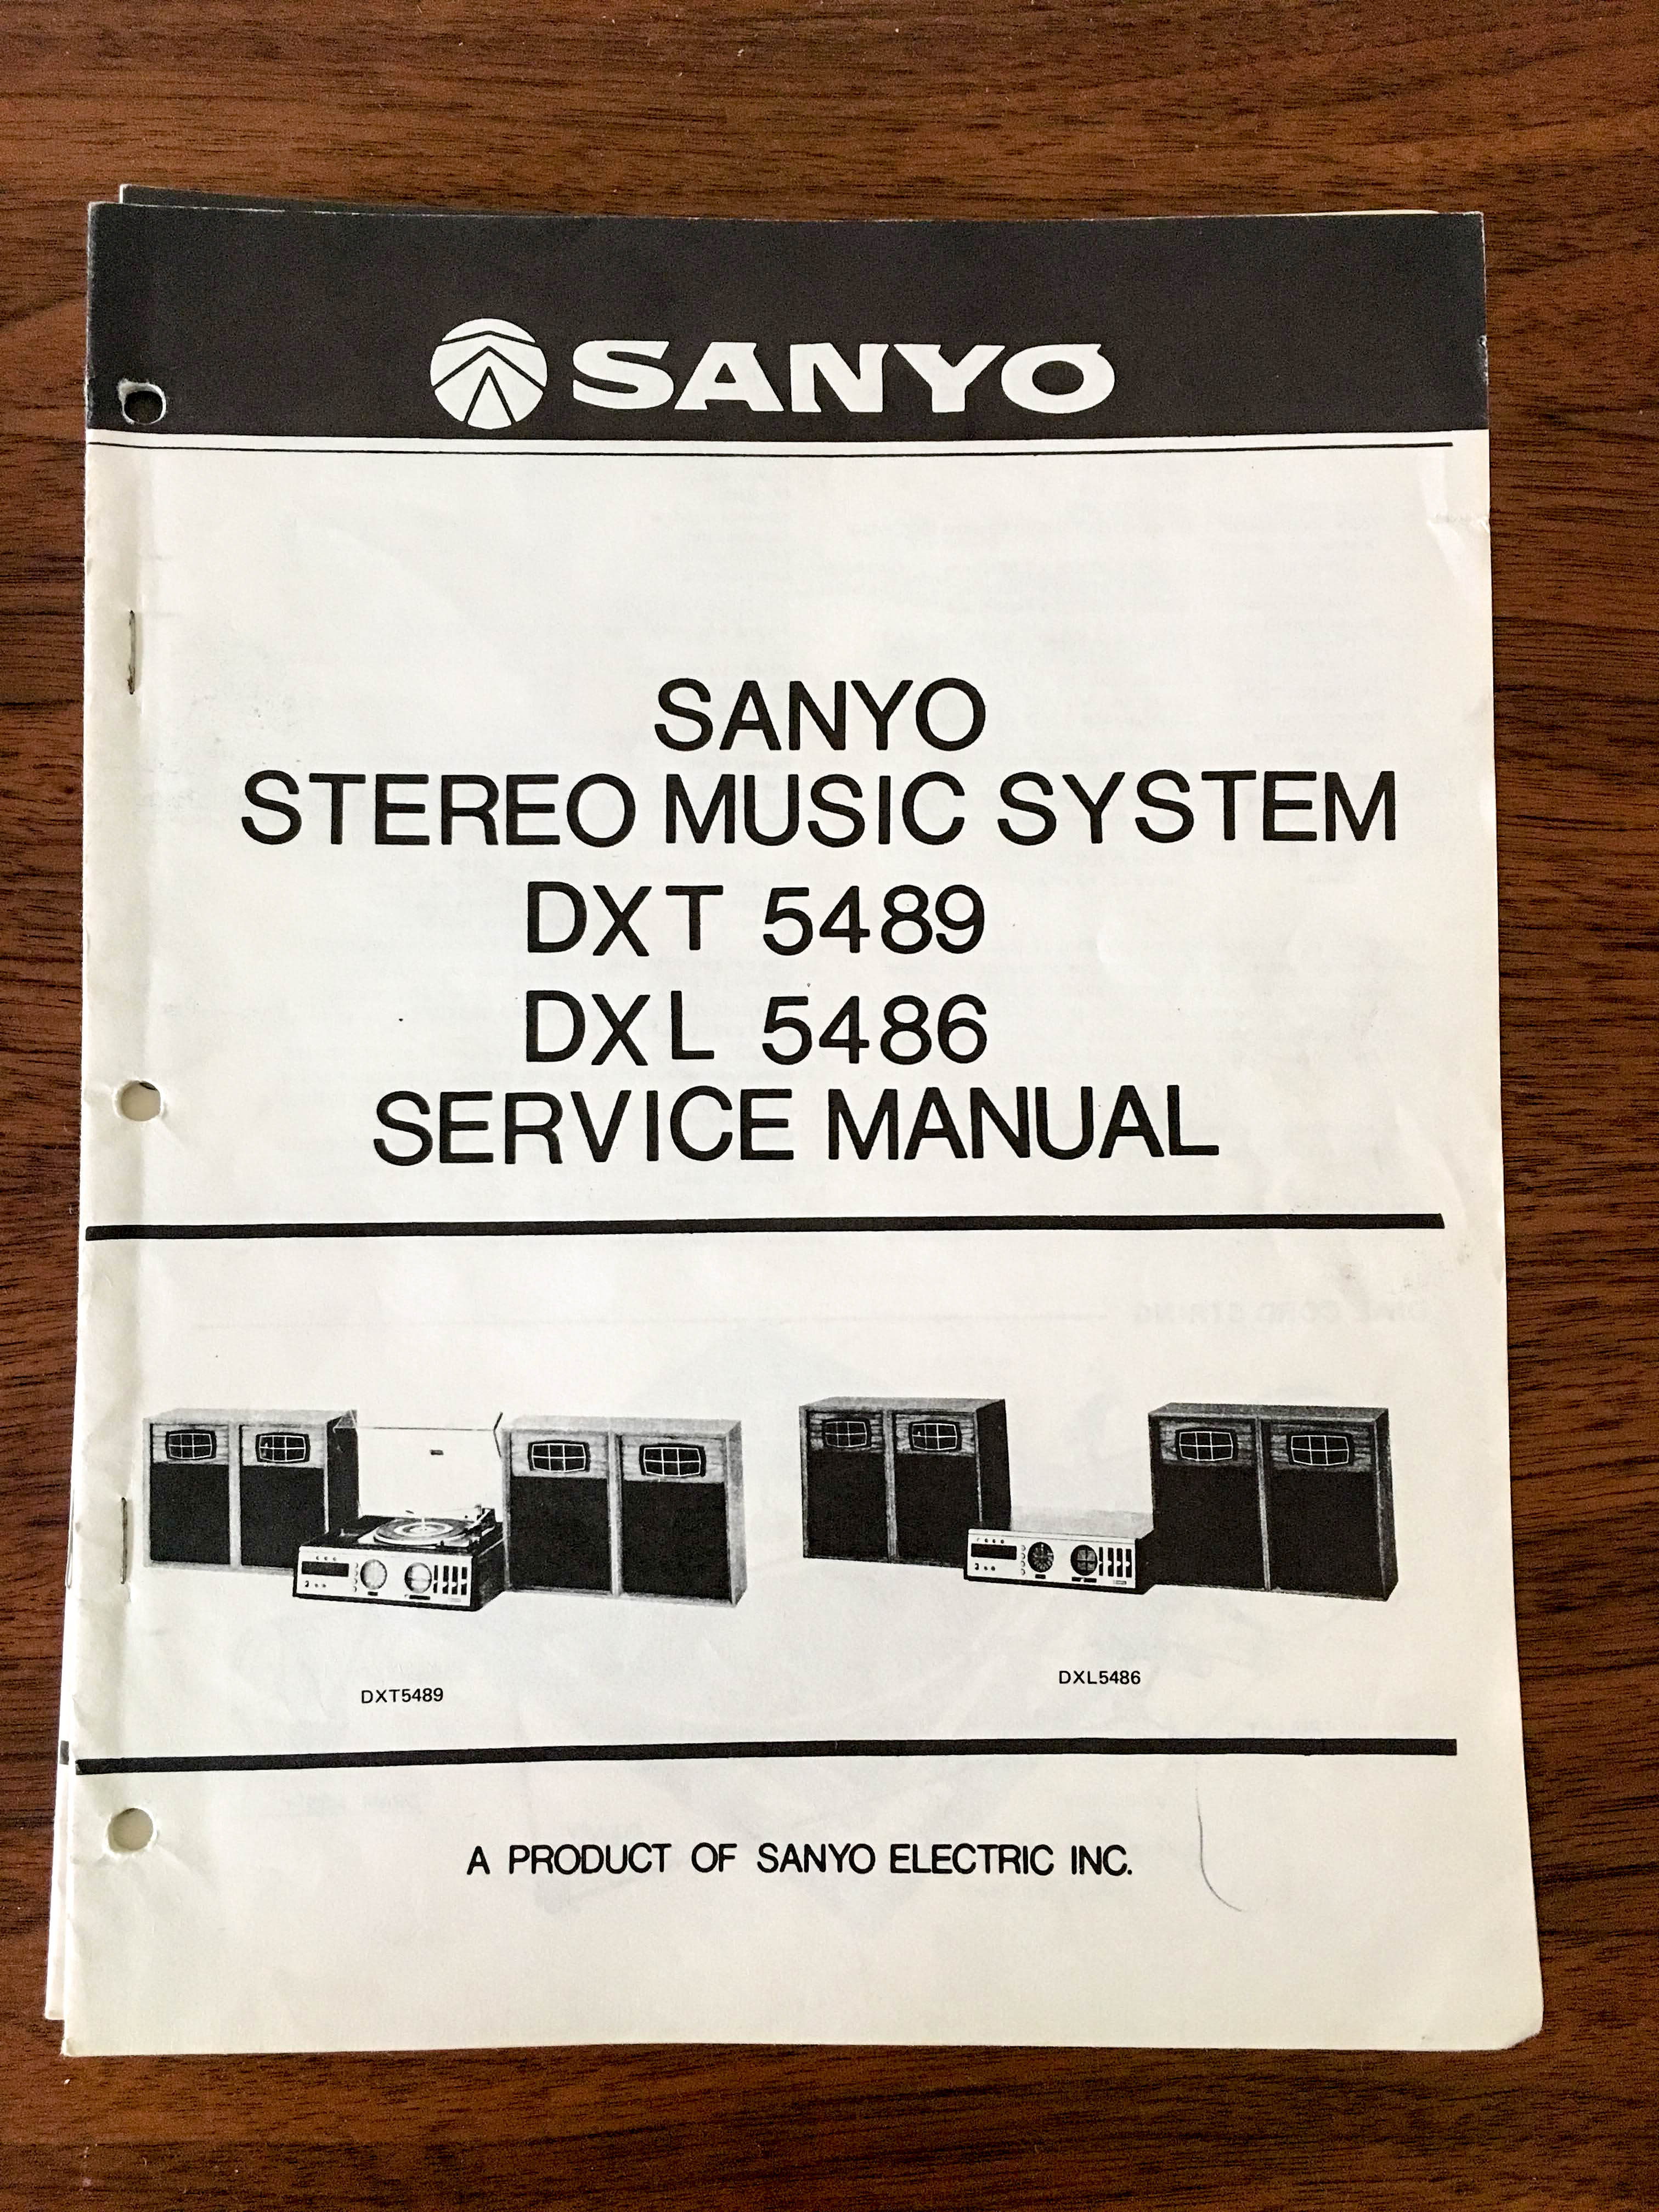 SANYO
SANYO
STEREO MUSIC SYSTEM
DXT 5489
DXL 5486
SERVICE MANUAL
DXT5489
DXL5486
A PRODUCT OF SANYO ELECTRIC INC.